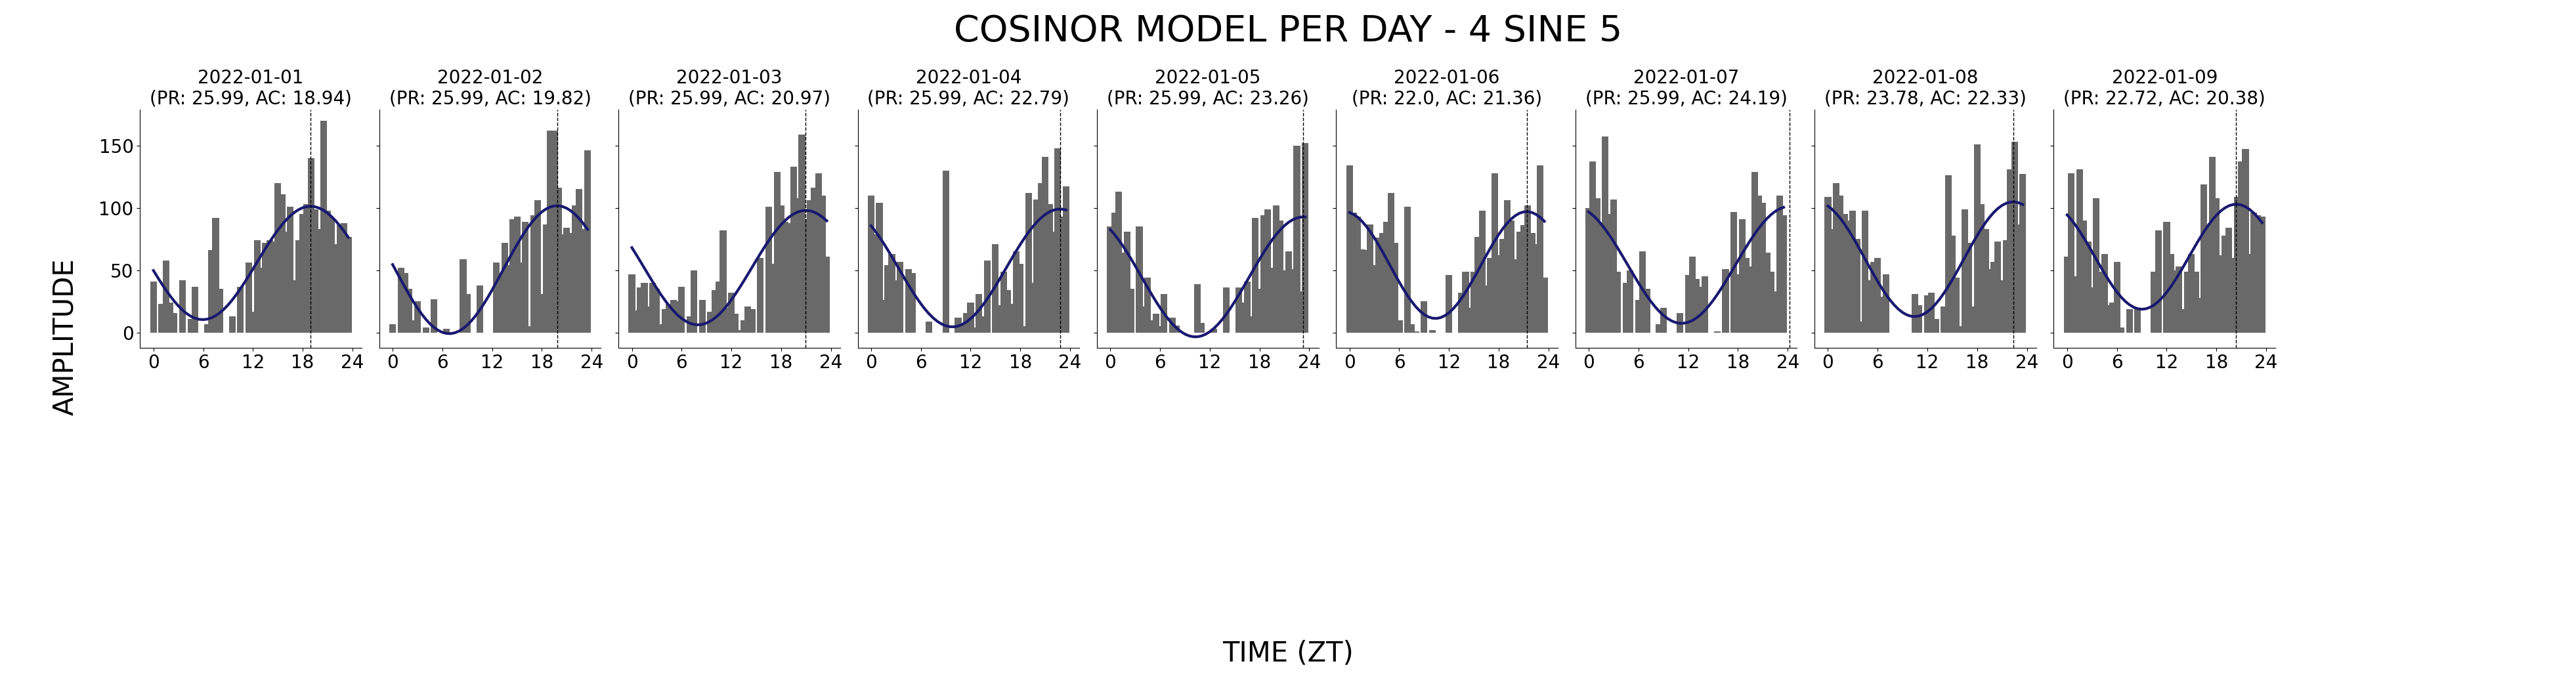 COSINOR MODEL PER DAY - 4 SINE 5
2022-01-01
(PR: 25.99, AC: 18.94)
2022-01-02
(PR: 25.99, AC: 19.82)
2022-01-03
(PR: 25.99, AC: 20.97)
2022-01-04
(PR: 25.99, AC: 22.79)
2022-01-05
(PR: 25.99, AC: 23.26)
2022-01-06
(PR: 22.0, AC: 21.36)
2022-01-07
(PR: 25.99, AC: 24.19)
2022-01-08
(PR: 23.78, AC: 22.33)
2022-01-09
(PR: 22.72, AC: 20.38)
150
100
50
0
0 6 12 18 24
0 6 12 18 24
0 6 12 18 24
0 6 12 18 24
0 6 12 18 24
0 6 12 18 24
0 6 12 18 24
0 6 12 18 24
0 6 12 18 24
AMPLITUDE
TIME (ZT)